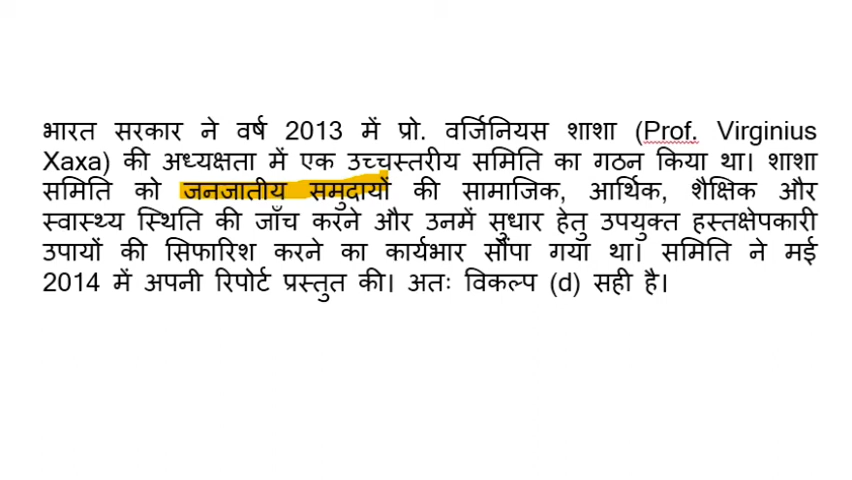 भारत सरकार ने वर्ष 2013 में प्रो. वर्जिनियस शाशा (Prof. Virginius
Xaxa) की अध्यक्षता में एक उच्चस्तरीय समिति का गठन किया था। शाशा
समिति को जनजातीय समुदायों की सामाजिक, आर्थिक, शैक्षिक और
स्वास्थ्य स्थिति की जाँच करने और उनमें सुधार हेतु उपयुक्त हस्तक्षेपकारी
उपायों की सिफारिश करने का कार्यभार सौंपा गया था। समिति ने मई
2014 में अपनी रिपोर्ट प्रस्तुत की। अतः विकल्प (d) सही है।